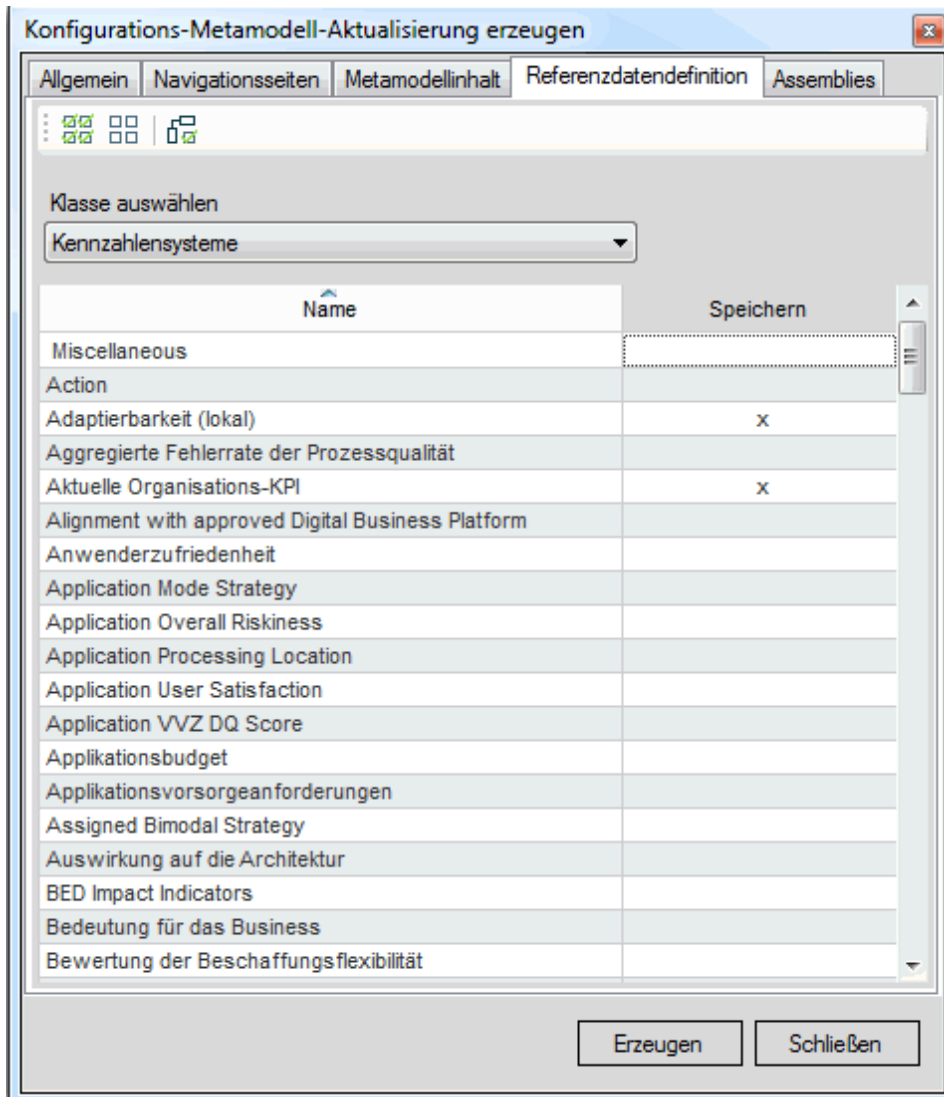 Konfigurations-Metamodell-Aktualisierung erzeugen
Allgemein Navigationsseiten Metamodellinhalt Referenzdatendefinition Assemblies
Klasse auswählen
Kennzahlensysteme
Name Speichern
Miscellaneous
Action
Adaptierbarkeit (lokal) x
Aggregierte Fehlerrate der Prozessqualität
Aktuelle Organisations-KPI x
Alignment with approved Digital Business Platform
Anwenderzufriedenheit
Application Mode Strategy
Application Overall Riskiness
Application Processing Location
Application User Satisfaction
Application VVZ DQ Score
Applikationsbudget
Applikationsvorsorgeanforderungen
Assigned Bimodal Strategy
Auswirkung auf die Architektur
BED Impact Indicators
Bedeutung für das Business
Bewertung der Beschaffungsflexibilität
Erzeugen Schließen